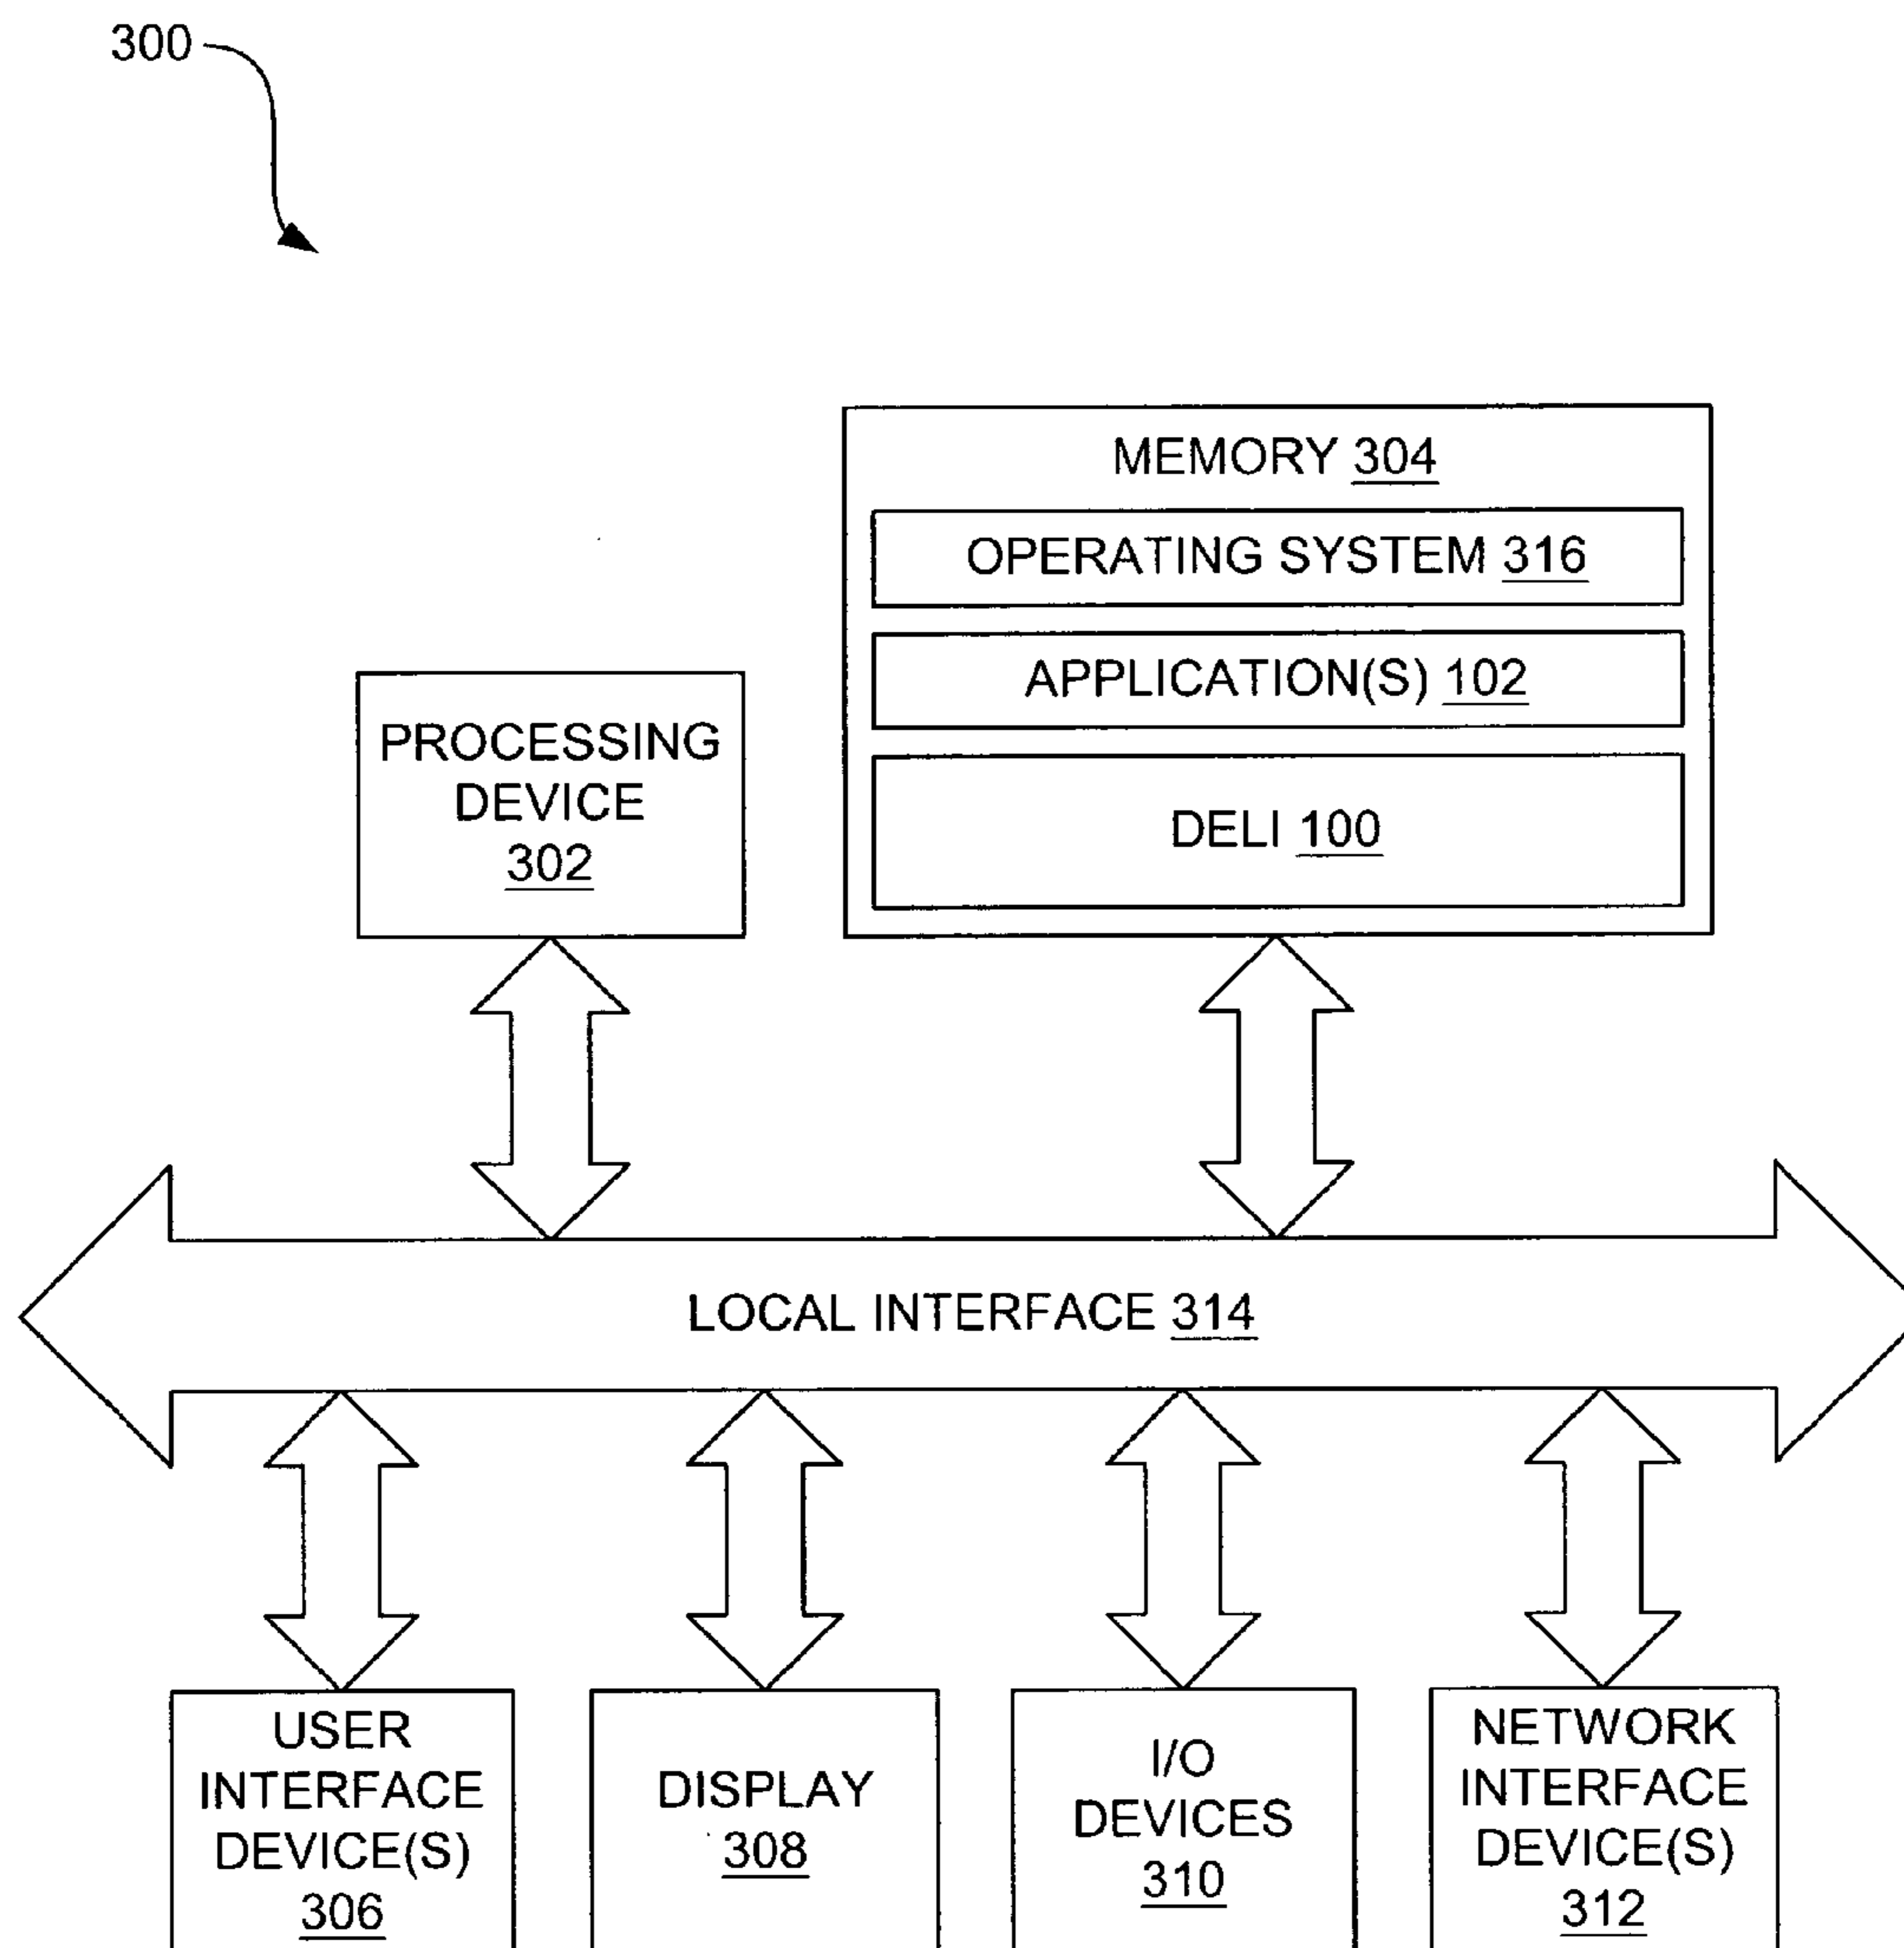 300
MEMORY 304
OPERATING SYSTEM 316
APPLICATION(S) 102
DELI 100
PROCESSING
DEVICE
302
LOCAL INTERFACE 314
USER
INTERFACE
DEVICE(S)
306
DISPLAY
308
I/O
DEVICES
310
NETWORK
INTERFACE
DEVICE(S)
312